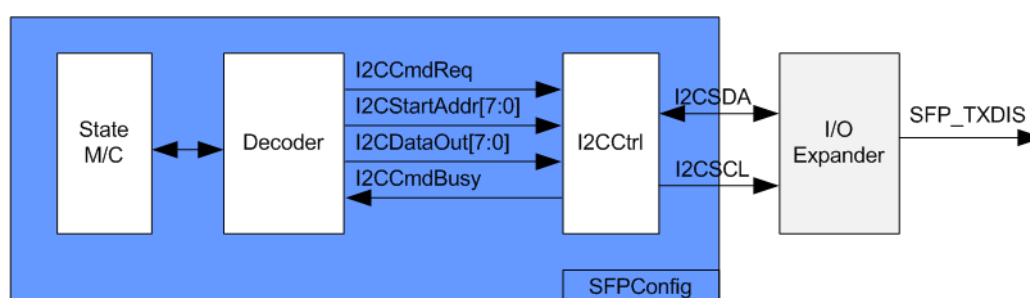 State
M/C
Decoder
I2CCmdReq
I2CStartAddr[7:0]
I2CDataOut[7:0]
I2CCmdBusy
I2CCtrl
I2CSDA
I2CSCL
I/O
Expander
SFP_TXDIS
SFPConfig